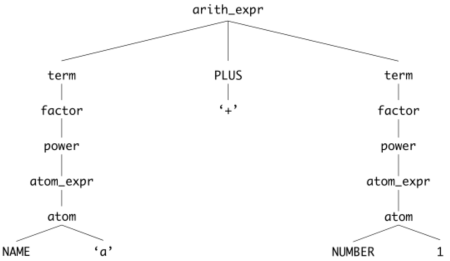 arith_expr
term PLUS term
factor ‘+’ factor
power power
atom_expr atom_expr
atom atom
NAME ‘a’ NUMBER 1